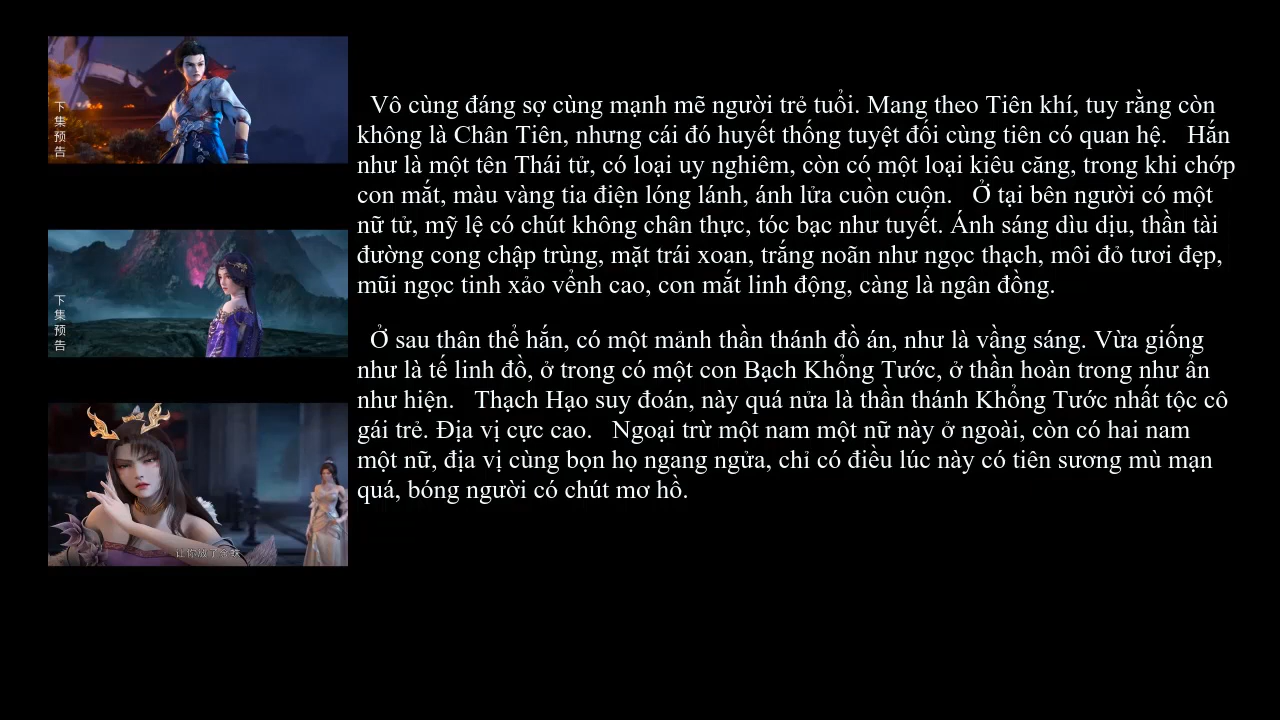 下集预告
下集预告
Vô cùng đáng sợ cùng mạnh mẽ người trẻ tuổi. Mang theo Tiên khí, tuy rằng còn
không là Chân Tiên, nhưng cái đó huyết thống tuyệt đối cùng tiên có quan hệ. Hắn
như là một tên Thái tử, có loại uy nghiêm, còn có một loại kiêu căng, trong khi chớp
con mắt, màu vàng tia điện lóng lánh, ánh lửa cuồn cuộn. Ở tại bên người có một
nữ tử, mỹ lệ có chút không chân thực, tóc bạc như tuyết. Ánh sáng dìu dịu, thần tài
đường cong chập trùng, mặt trái xoan, trắng noãn như ngọc thạch, môi đỏ tươi đẹp,
mũi ngọc tinh xảo vểnh cao, con mắt linh động, càng là ngân đồng.
Ở sau thân thể hắn, có một mảnh thần thánh đồ án, như là vầng sáng. Vừa giống
như là tế linh đồ, ở trong có một con Bạch Khổng Tước, ở thần hoàn trong như ẩn
như hiện. Thạch Hạo suy đoán, này quá nửa là thần thánh Khổng Tước nhất tộc cô
gái trẻ. Địa vị cực cao. Ngoại trừ một nam một nữ này ở ngoài, còn có hai nam
một nữ, địa vị cùng bọn họ ngang ngửa, chỉ có điều lúc này có tiên sương mù mạn
quá, bóng người có chút mơ hồ.